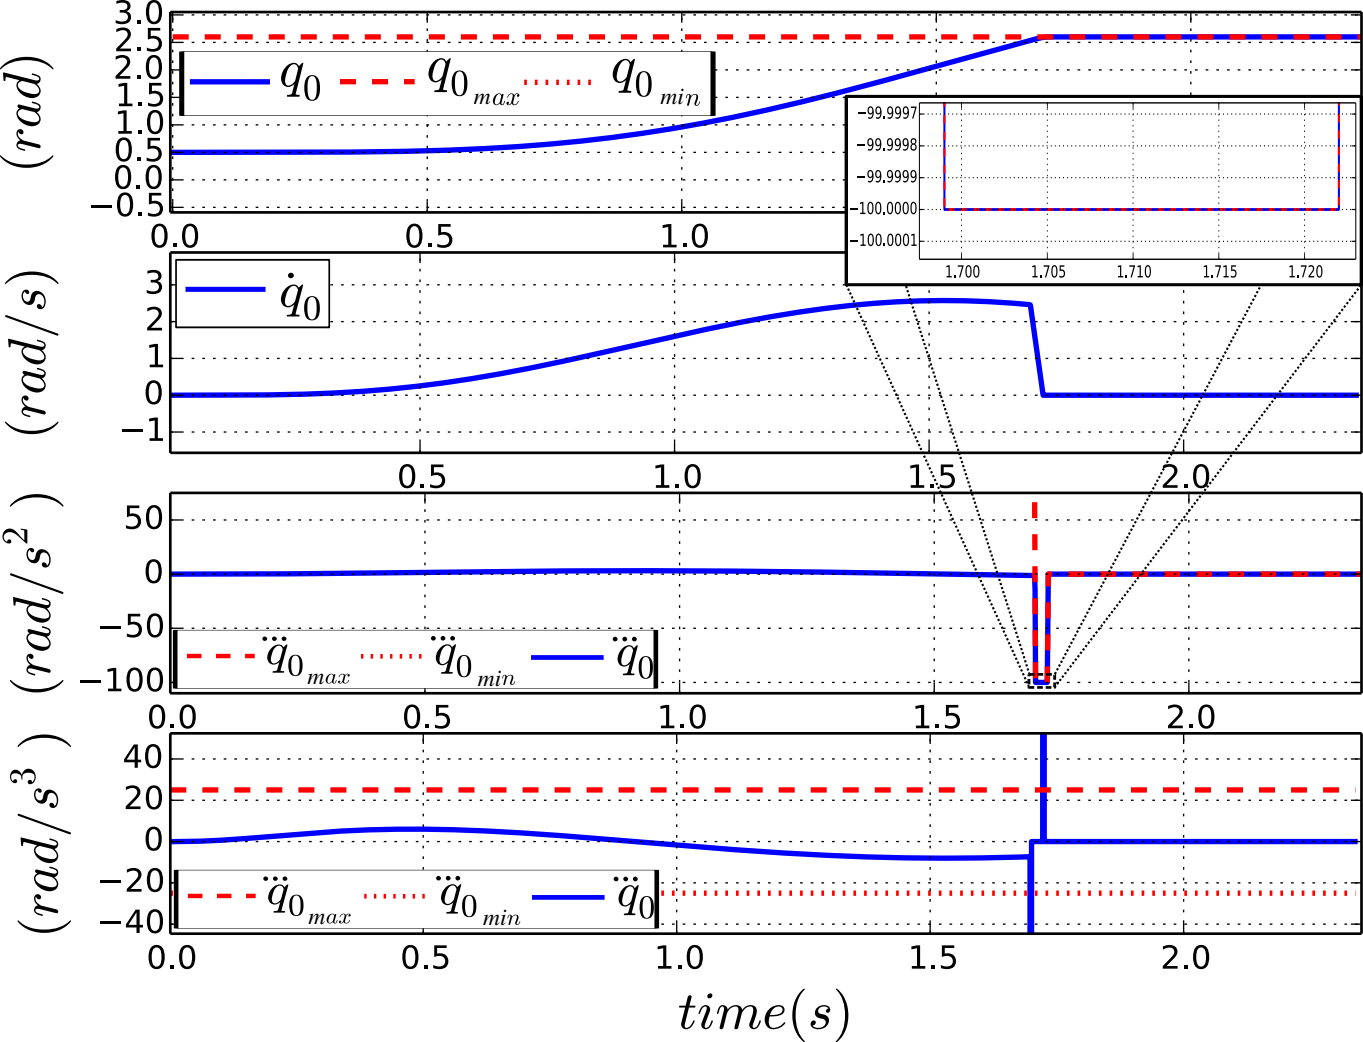 (rad)
3.0
2.5
2.0
1.5
1.0
0.5
0.0
−0.5
q₀ q₀ₘₐₓ q₀ₘᵢₙ
0.0 0.5 1.0
−99.9997
−99.9998
−99.9999
−100.0000
−100.0001
1.700 1.705 1.710 1.715 1.720
(rad/s)
3
2
1
0
−1
q̇₀
0.5 1.0 1.5 2.0
(rad/s²)
50
0
−50
−100
q⃛₀ₘₐₓ q⃛₀ₘᵢₙ q⃛₀
0.0 0.5 1.0 1.5 2.0
(rad/s³)
40
20
0
−20
−40
q⃛₀ₘₐₓ q⃛₀ₘᵢₙ q⃛₀
0.0 0.5 1.0 1.5 2.0
time(s)